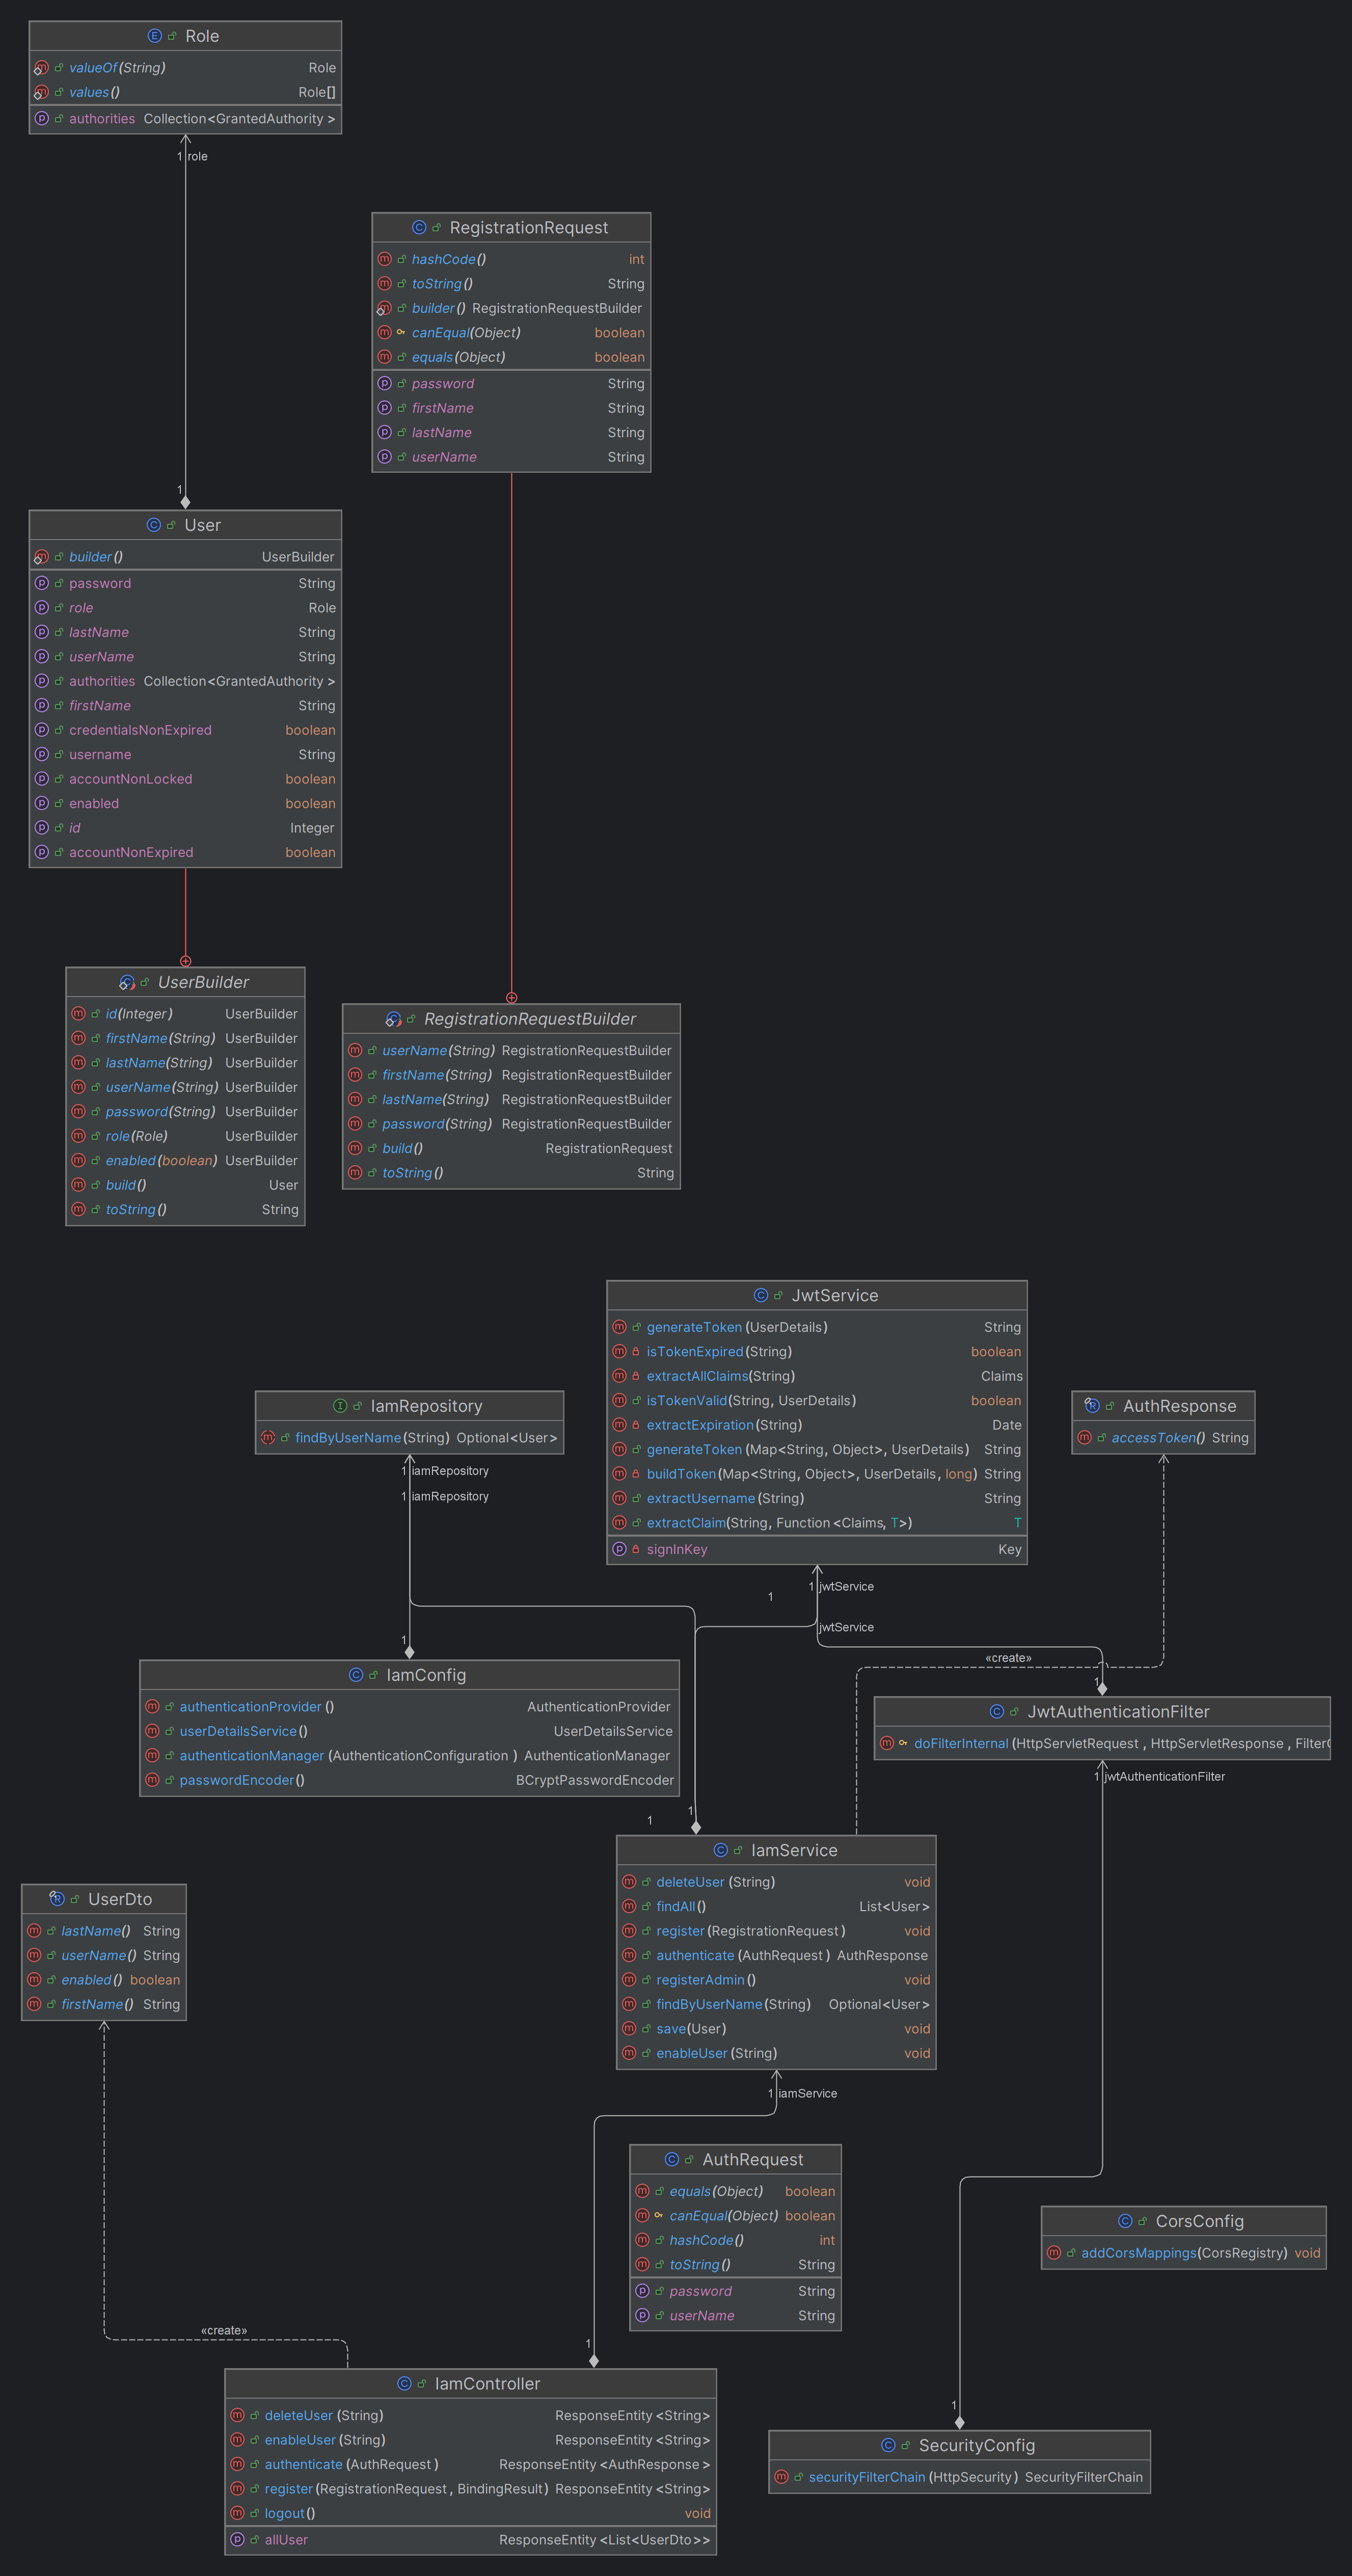 Role
valueOf(String) Role
values() Role[]
authorities Collection<GrantedAuthority>
1 role
RegistrationRequest
hashCode() int
toString() String
builder() RegistrationRequestBuilder
canEqual(Object) boolean
equals(Object) boolean
password String
firstName String
lastName String
userName String
1
User
builder() UserBuilder
password String
role Role
lastName String
userName String
authorities Collection<GrantedAuthority>
firstName String
credentialsNonExpired boolean
username String
accountNonLocked boolean
enabled boolean
id Integer
accountNonExpired boolean
UserBuilder
id(Integer) UserBuilder
firstName(String) UserBuilder
lastName(String) UserBuilder
userName(String) UserBuilder
password(String) UserBuilder
role(Role) UserBuilder
enabled(boolean) UserBuilder
build() User
toString() String
RegistrationRequestBuilder
userName(String) RegistrationRequestBuilder
firstName(String) RegistrationRequestBuilder
lastName(String) RegistrationRequestBuilder
password(String) RegistrationRequestBuilder
build() RegistrationRequest
toString() String
JwtService
generateToken(UserDetails) String
isTokenExpired(String) boolean
extractAllClaims(String) Claims
isTokenValid(String, UserDetails) boolean
extractExpiration(String) Date
generateToken(Map<String, Object>, UserDetails) String
buildToken(Map<String, Object>, UserDetails, long) String
extractUsername(String) String
extractClaim(String, Function<Claims, T>) T
signInKey Key
IamRepository
findByUserName(String) Optional<User>
AuthResponse
accessToken() String
1 iamRepository
1 iamRepository
1 jwtService
1
jwtService
1
«create»
1
IamConfig
authenticationProvider() AuthenticationProvider
userDetailsService() UserDetailsService
authenticationManager(AuthenticationConfiguration) AuthenticationManager
passwordEncoder() BCryptPasswordEncoder
JwtAuthenticationFilter
doFilterInternal(HttpServletRequest, HttpServletResponse, Filter
1 jwtAuthenticationFilter
1
1
IamService
deleteUser(String) void
findAll() List<User>
register(RegistrationRequest) void
authenticate(AuthRequest) AuthResponse
registerAdmin() void
findByUserName(String) Optional<User>
save(User) void
enableUser(String) void
UserDto
lastName() String
userName() String
enabled() boolean
firstName() String
1 iamService
AuthRequest
equals(Object) boolean
canEqual(Object) boolean
hashCode() int
toString() String
password String
userName String
CorsConfig
addCorsMappings(CorsRegistry) void
«create»
1
IamController
deleteUser(String) ResponseEntity<String>
enableUser(String) ResponseEntity<String>
authenticate(AuthRequest) ResponseEntity<AuthResponse>
register(RegistrationRequest, BindingResult) ResponseEntity<String>
logout() void
allUser ResponseEntity<List<UserDto>>
1
SecurityConfig
securityFilterChain(HttpSecurity) SecurityFilterChain